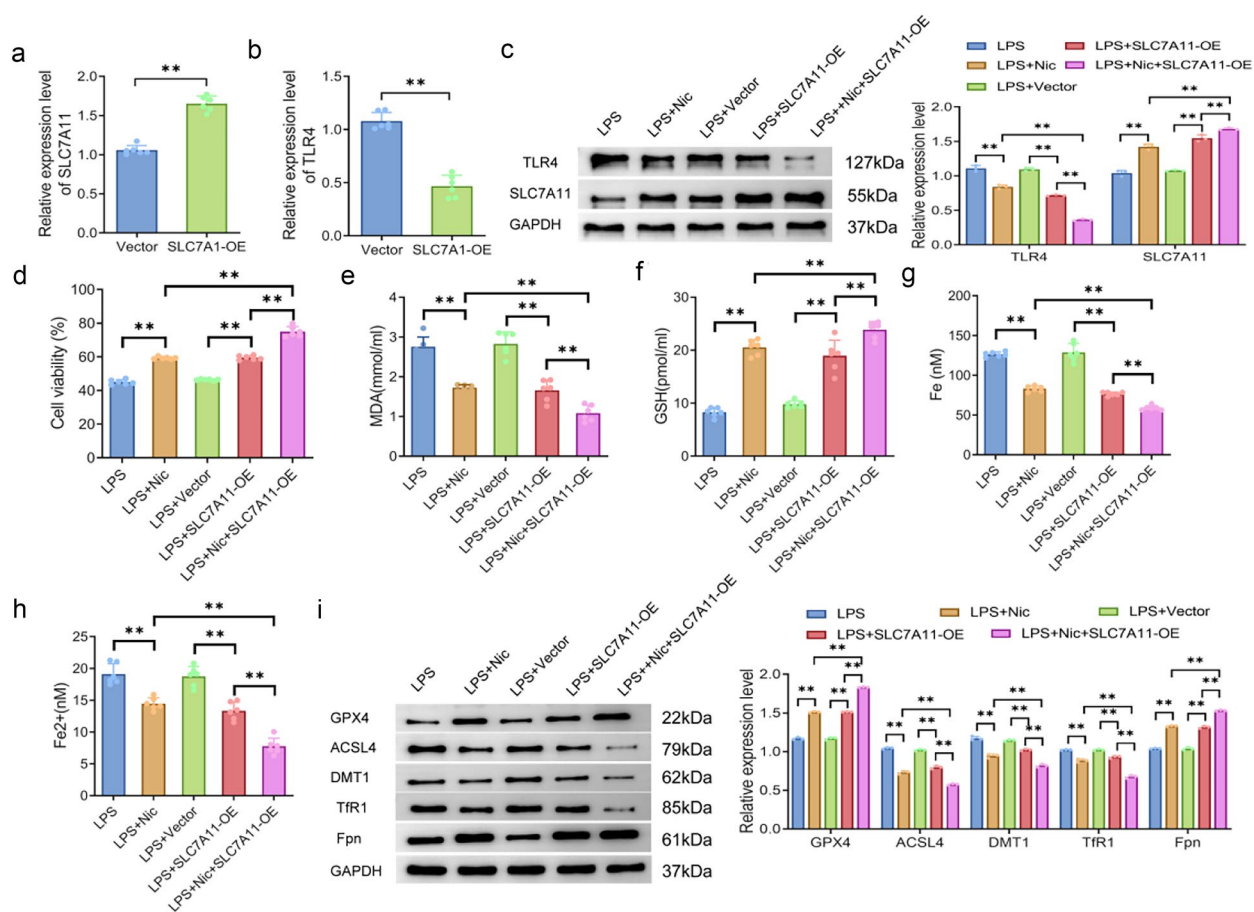 a
Relative expression level
of SLC7A11
2.0
1.5
1.0
0.5
0.0
**
Vector
SLC7A1-OE
b
Relative expression level
of TLR4
1.5
1.0
0.5
0.0
**
Vector
SLC7A1-OE
c
LPS
LPS+Nic
LPS+Vector
LPS+SLC7A11-OE
LPS++Nic+SLC7A11-OE
TLR4
127kDa
SLC7A11
55kDa
GAPDH
37kDa
LPS
LPS+SLC7A11-OE
LPS+Nic
LPS+Nic+SLC7A11-OE
LPS+Vector
Relative expression level
2.0
1.5
1.0
0.5
0.0
** ** ** **
** ** ** **
TLR4
SLC7A11
d
Cell viability (%)
100
80
60
40
20
0
** ** ** **
LPS
LPS+Nic
LPS+Vector
LPS+SLC7A11-OE
LPS+Nic+SLC7A11-OE
e
MDA(mmol/ml)
4
3
2
1
0
** ** ** **
LPS
LPS+Nic
LPS+Vector
LPS+SLC7A11-OE
LPS+Nic+SLC7A11-OE
f
GSH(pmol/ml)
30
20
10
0
** ** ** **
LPS
LPS+Nic
LPS+Vector
LPS+SLC7A11-OE
LPS+Nic+SLC7A11-OE
g
Fe (nM)
200
150
100
50
0
** ** ** **
LPS
LPS+Nic
LPS+Vector
LPS+SLC7A11-OE
LPS+Nic+SLC7A11-OE
h
Fe2+(nM)
25
20
15
10
5
0
** ** ** **
LPS
LPS+Nic
LPS+Vector
LPS+SLC7A11-OE
LPS+Nic+SLC7A11-OE
i
LPS
LPS+Nic
LPS+Vector
LPS+SLC7A11-OE
LPS++Nic+SLC7A11-OE
GPX4
22kDa
ACSL4
79kDa
DMT1
62kDa
TfR1
85kDa
Fpn
61kDa
GAPDH
37kDa
LPS
LPS+Nic
LPS+Vector
LPS+SLC7A11-OE
LPS+Nic+SLC7A11-OE
Relative expression level
2.0
1.5
1.0
0.5
0.0
** ** ** **
** ** ** **
** ** ** **
** ** ** **
** ** ** **
GPX4
ACSL4
DMT1
TfR1
Fpn